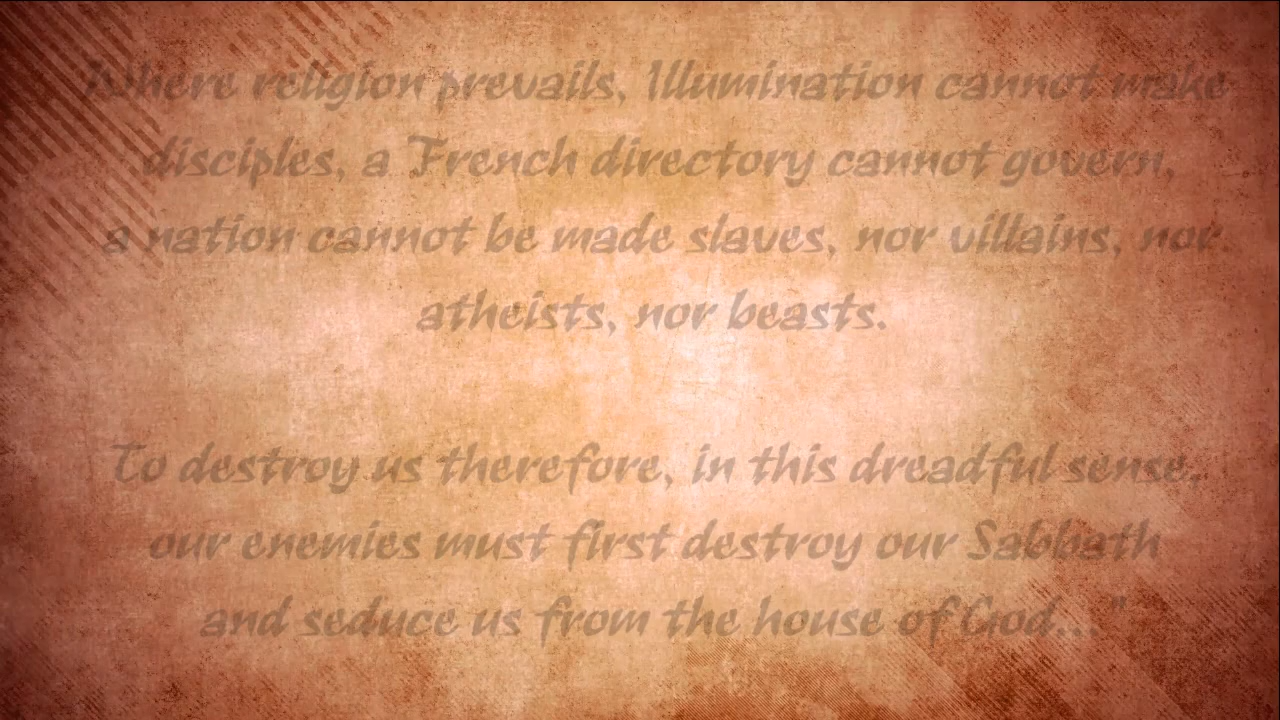 Where religion prevails, Illumination cannot make
disciples, a French directory cannot govern,
a nation cannot be made slaves, nor villains, nor
atheists, nor beasts.
To destroy us therefore, in this dreadful sense,
our enemies must first destroy our Sabbath
and seduce us from the house of God..."